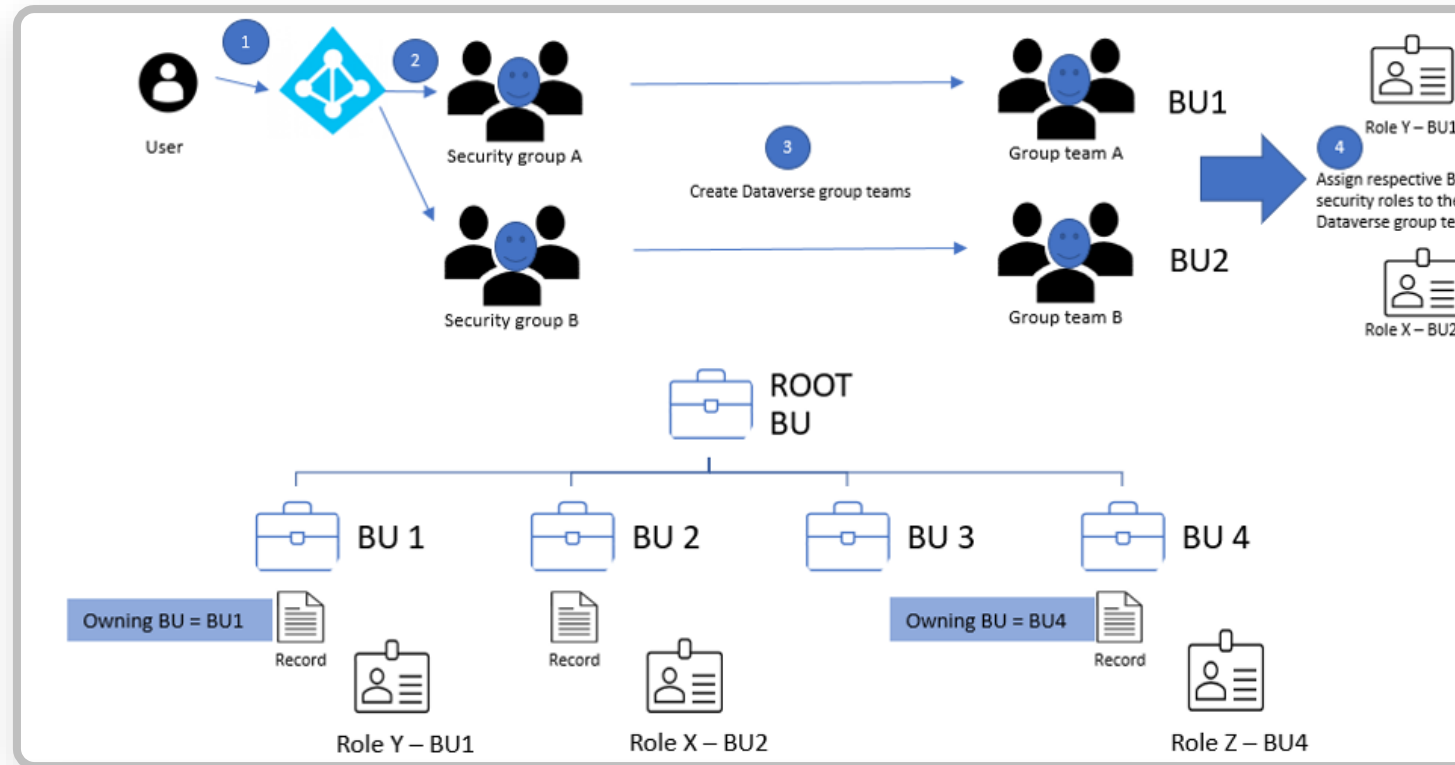 1
2
User
Security group A
Security group B
3
Create Dataverse group teams
Group team A
BU1
Group team B
BU2
Role Y – BU1
4
Assign respective
security roles to
Dataverse group
Role X – BU2
ROOT
BU
BU 1
BU 2
BU 3
BU 4
Owning BU = BU1
Record
Record
Owning BU = BU4
Record
Role Y – BU1
Role X – BU2
Role Z – BU4